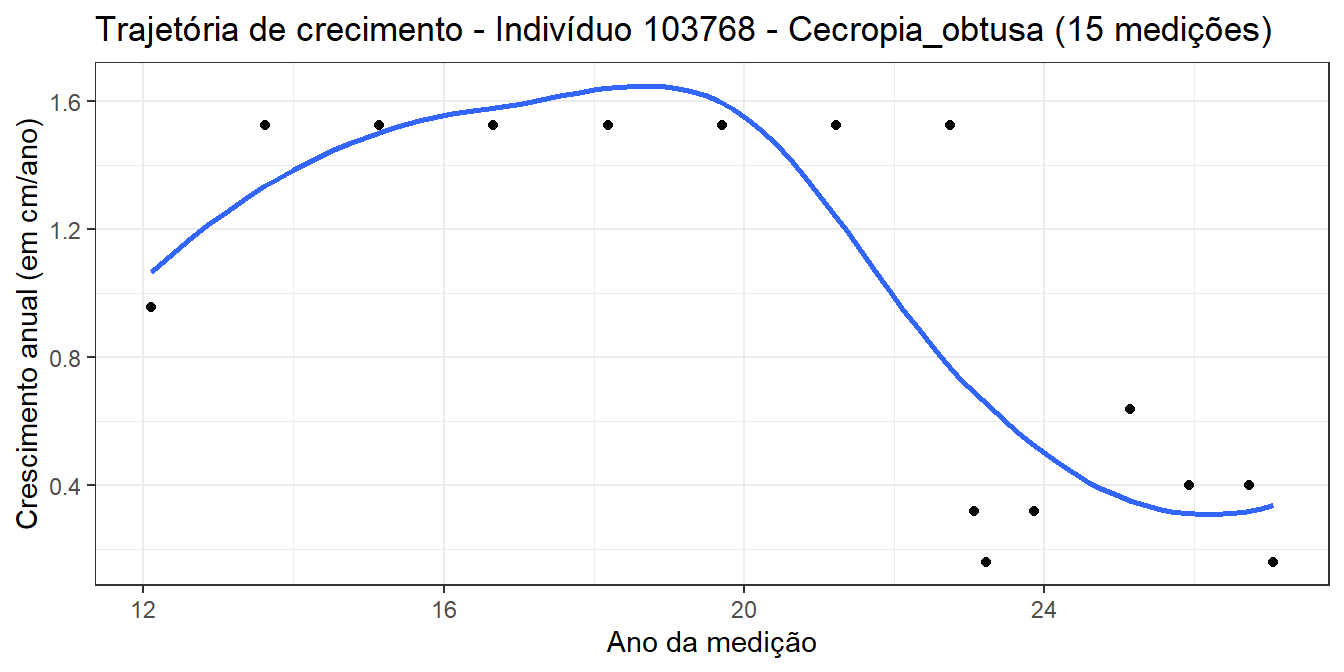 Trajetória de crecimento - Indivíduo 103768 - Cecropia_obtusa (15 medições)
Crescimento anual (em cm/ano)
1.6
1.2
0.8
0.4
12 16 20 24
Ano da medição